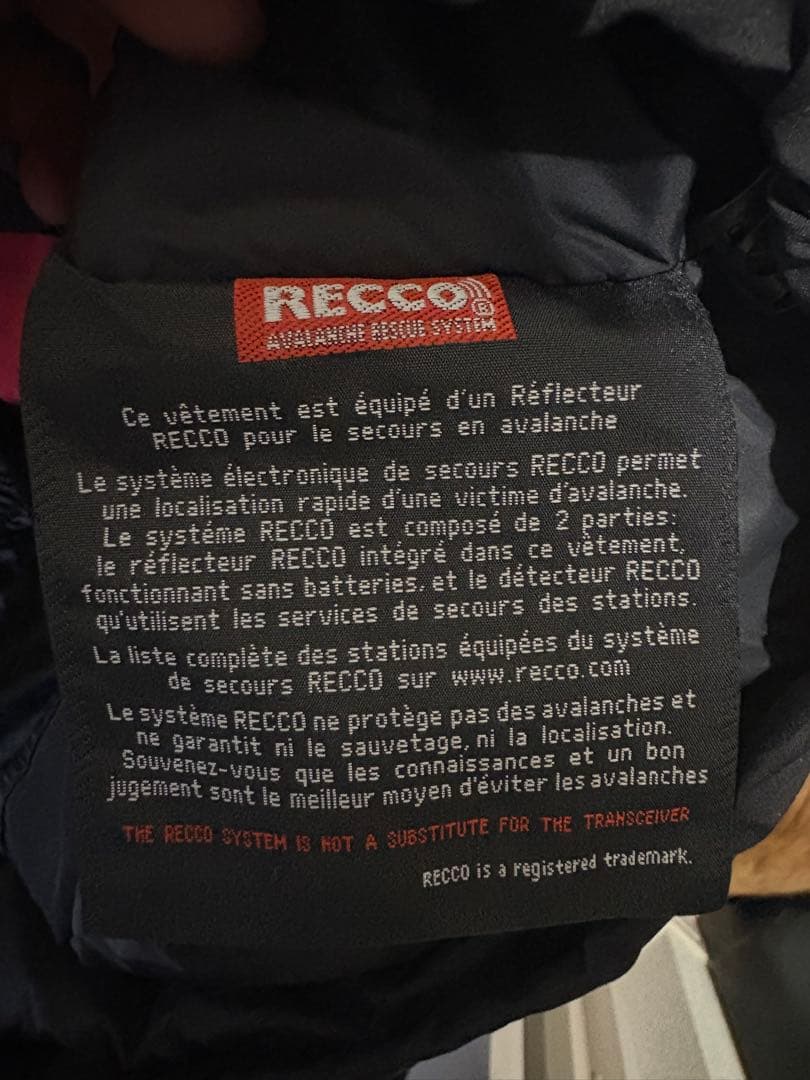 RECCO®
AVALANCHE RESCUE SYSTEM
Ce vêtement est équipé d'un Réflecteur
RECCO pour le secours en avalanche
Le système électronique de secours RECCO permet
une localisation rapide d'une victime d'avalanche.
Le systéme RECCO est composé de 2 parties:
le réflecteur RECCO intégré dans ce vêtement,
fonctionnant sans batteries, et le détecteur RECCO
qu'utilisent les services de secours des stations.
La liste complète des stations équipées du système
de secours RECCO sur www.recco.com
Le système RECCO ne protège pas des avalanches et
ne garantit ni le sauvetage, ni la localisation.
Souvenez-vous que les connaissances et un bon
jugement sont le meilleur moyen d'éviter les avalanches
THE RECCO SYSTEM IS NOT A SUBSTITUTE FOR THE TRANSCEIVER
RECCO is a registered trademark.